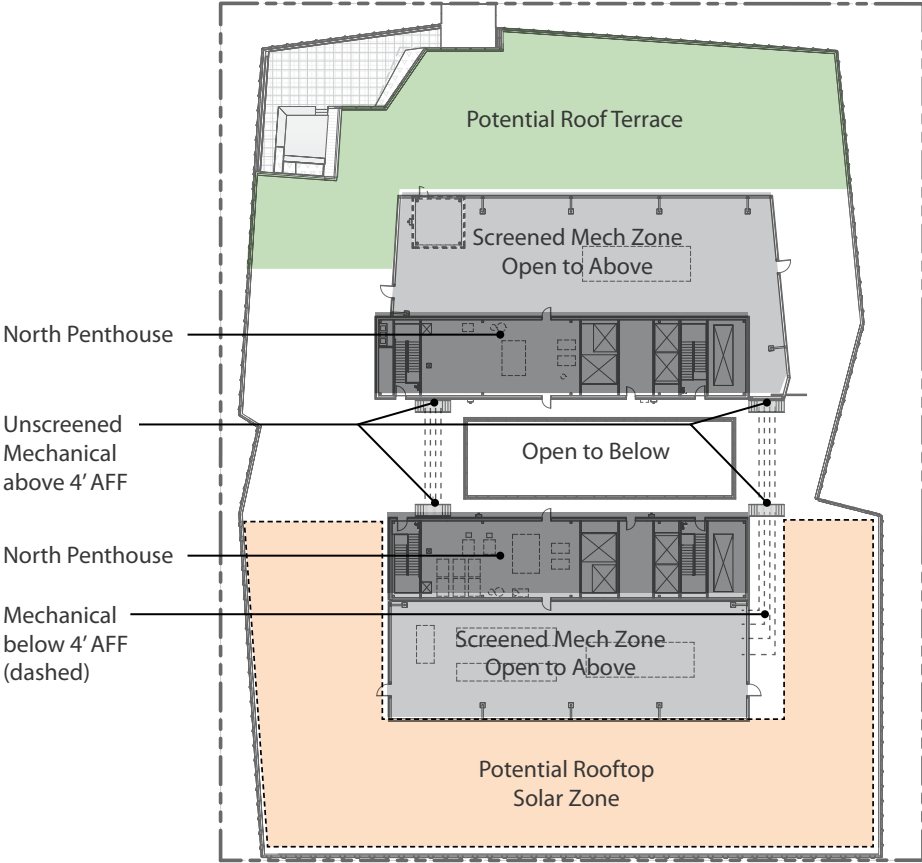 Potential Roof Terrace
Screened Mech Zone
Open to Above
North Penthouse
Unscreened
Mechanical
above 4’ AFF
Open to Below
North Penthouse
Mechanical
below 4’ AFF
(dashed)
Screened Mech Zone
Open to Above
Potential Rooftop
Solar Zone